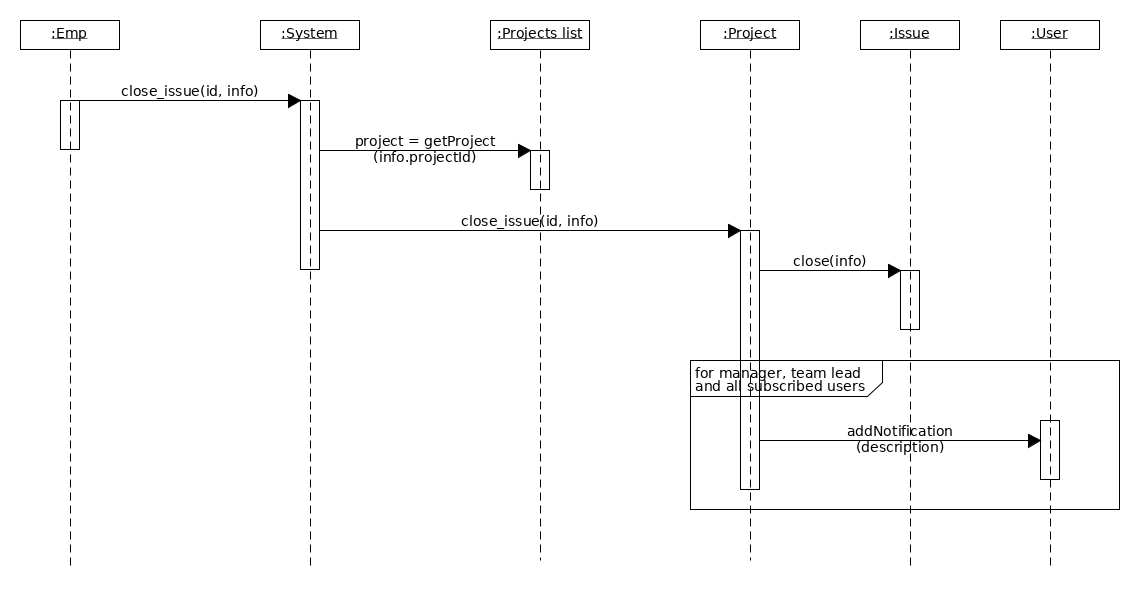 :Emp
:System
:Projects list
:Project
:Issue
:User
close_issue(id, info)
project = getProject
(info.projectId)
close_issue(id, info)
close(info)
for manager, team lead
and all subscribed users
addNotification
(description)